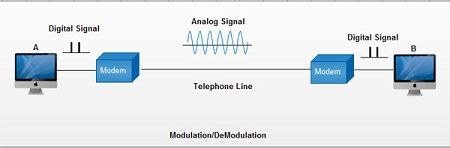 Analog Signal
Digital Signal
Digital Signal
A
B
Modem
Modem
Telephone Line
Modulation/DeModulation